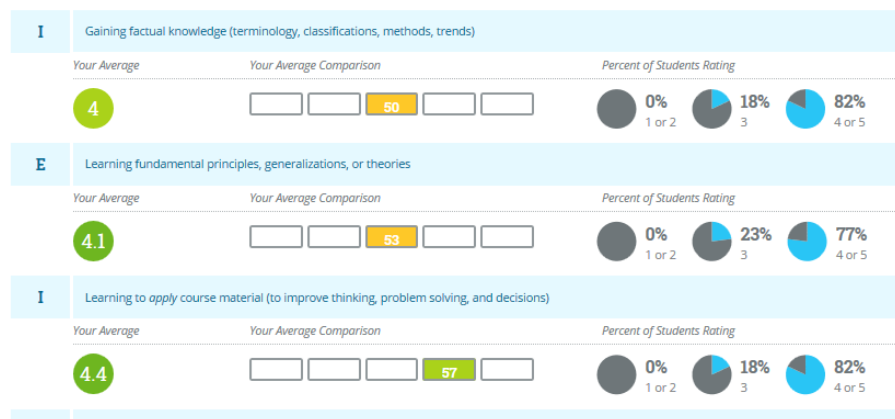 I Gaining factual knowledge (terminology, classifications, methods, trends)
Your Average Your Average Comparison Percent of Students Rating
4 50 0% 18% 82%
1 or 2 3 4 or 5
E Learning fundamental principles, generalizations, or theories
Your Average Your Average Comparison Percent of Students Rating
4.1 53 0% 23% 77%
1 or 2 3 4 or 5
I Learning to apply course material (to improve thinking, problem solving, and decisions)
Your Average Your Average Comparison Percent of Students Rating
4.4 57 0% 18% 82%
1 or 2 3 4 or 5